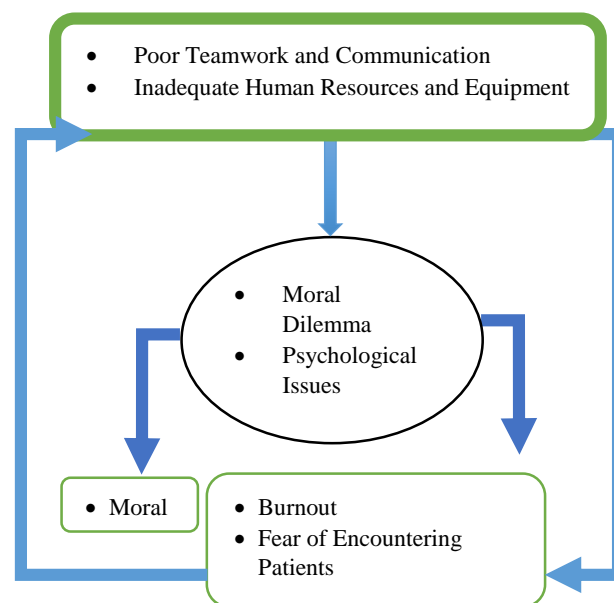 • Poor Teamwork and Communication
• Inadequate Human Resources and Equipment
• Moral
Dilemma
• Psychological
Issues
• Moral
• Burnout
• Fear of Encountering
Patients